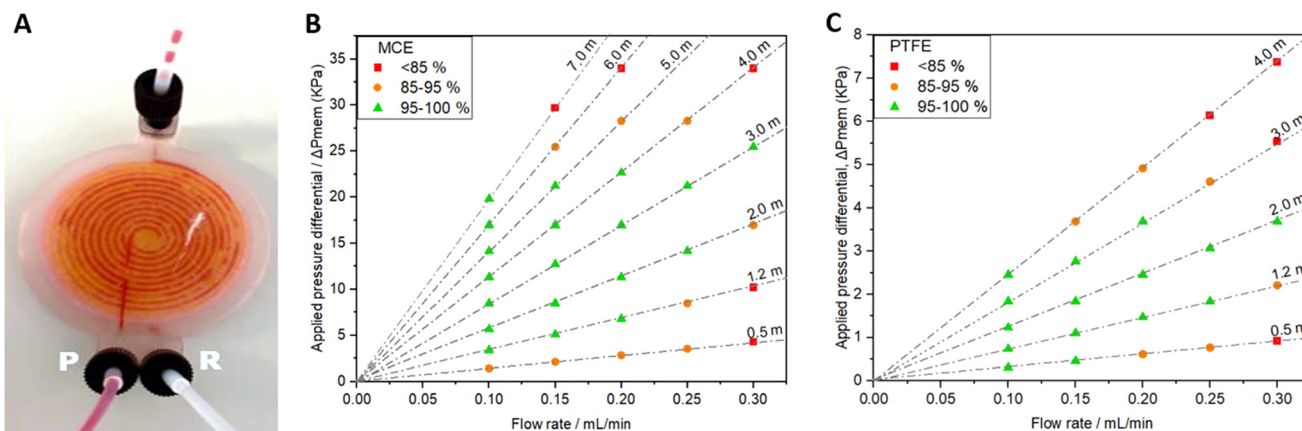 A
P
R
B
Applied pressure differential / ΔPmem (KPa)
MCE
<85 %
85-95 %
95-100 %
7.0 m
6.0 m
5.0 m
4.0 m
3.0 m
2.0 m
1.2 m
0.5 m
35
30
25
20
15
10
5
0
0.00 0.05 0.10 0.15 0.20 0.25 0.30
Flow rate / mL/min
C
Applied pressure differential, ΔPmem (KPa)
PTFE
<85 %
85-95 %
95-100 %
4.0 m
3.0 m
2.0 m
1.2 m
0.5 m
8
7
6
5
4
3
2
1
0
0.00 0.05 0.10 0.15 0.20 0.25 0.30
Flow rate / mL/min